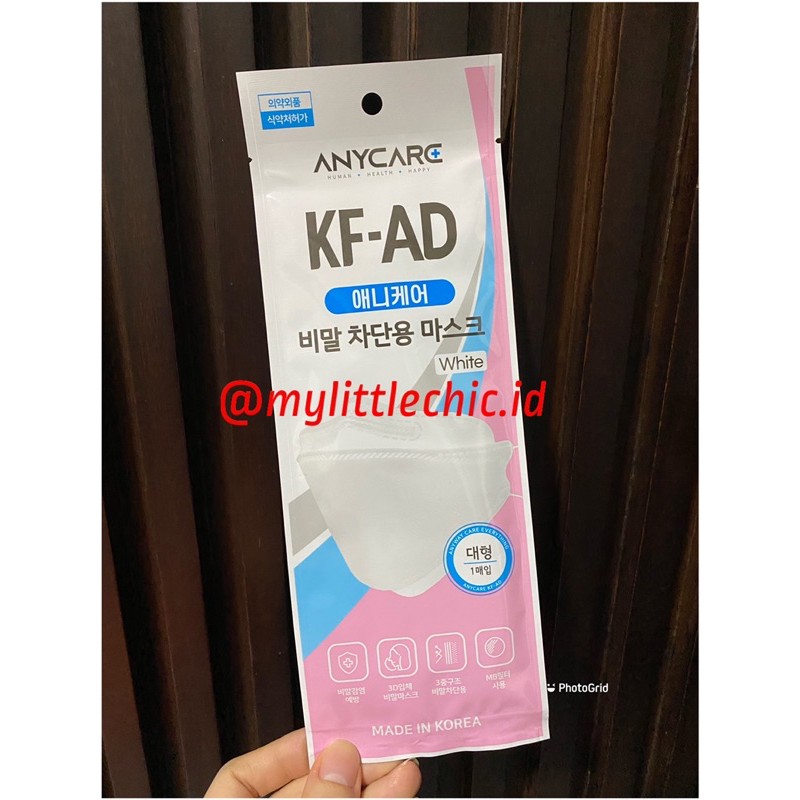 의약외품
식약처허가
ANYCARE
HUMAN + HEALTH + HAPPY
KF-AD
애니케어
비말 차단용 마스크
White
@mylittlechic.id
ANYDAY CARE EVERYTHING
대형
1매입
ANYCARE KF-AD
비말감염
예방
3D입체
비말마스크
3중구조
비말차단용
MB필터
사용
PhotoGrid
MADE IN KOREA